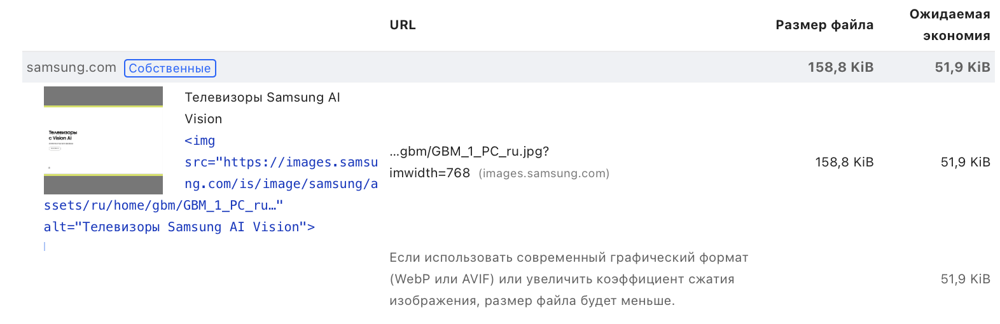 URL
Размер файла
Ожидаемая
экономия
samsung.com Собственные
158,8 KiB
51,9 KiB
Телевизоры
с Vision AI
Телевизоры Samsung AI
Vision
<img
src="https://images.samsu
ng.com/is/image/samsung/a
ssets/ru/home/gbm/GBM_1_PC_ru…"
alt="Телевизоры Samsung AI Vision">
…gbm/GBM_1_PC_ru.jpg?
imwidth=768 (images.samsung.com)
158,8 KiB
51,9 KiB
Если использовать современный графический формат
(WebP или AVIF) или увеличить коэффициент сжатия
изображения, размер файла будет меньше.
51,9 KiB